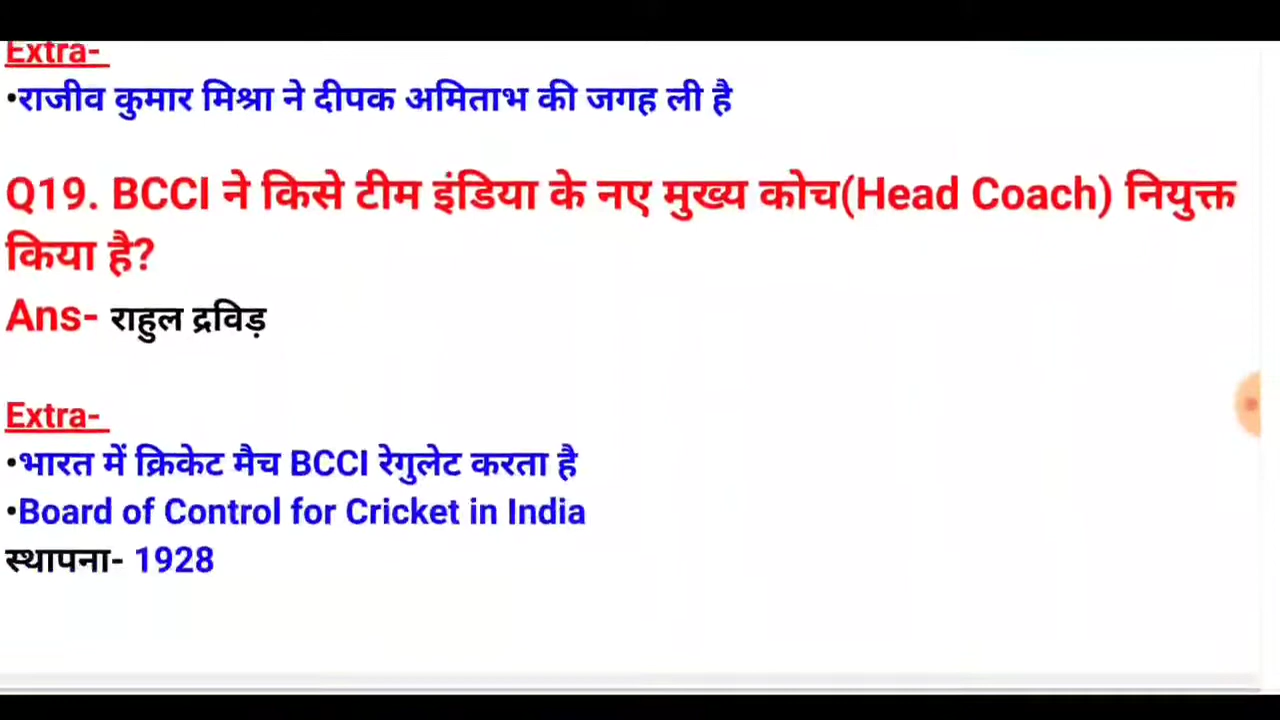 Extra-
•राजीव कुमार मिश्रा ने दीपक अमिताभ की जगह ली है
Q19. BCCI ने किसे टीम इंडिया के नए मुख्य कोच(Head Coach) नियुक्त
किया है?
Ans- राहुल द्रविड़
Extra-
•भारत में क्रिकेट मैच BCCI रेगुलेट करता है
•Board of Control for Cricket in India
स्थापना- 1928